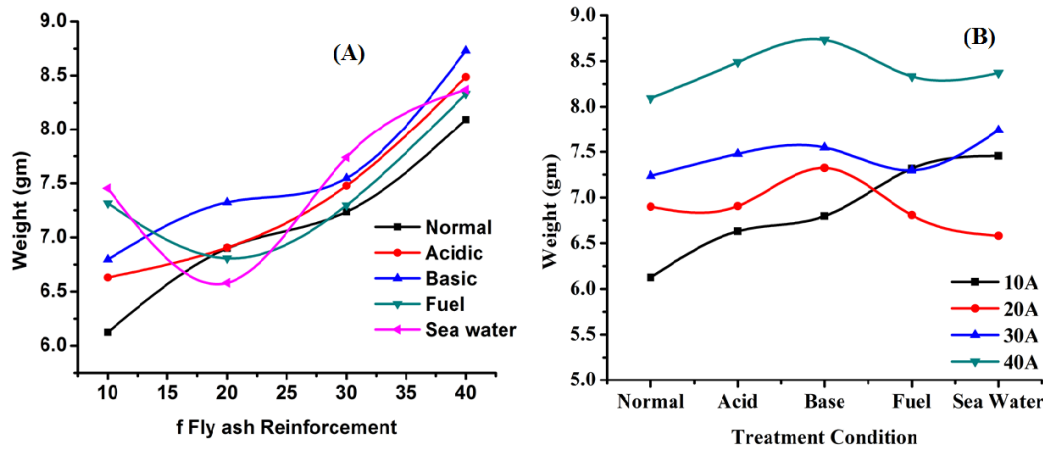 (A)
Weight (gm)
9.0
8.5
8.0
7.5
7.0
6.5
6.0
10 15 20 25 30 35 40
f Fly ash Reinforcement
Normal
Acidic
Basic
Fuel
Sea water
(B)
Weight (gm)
9.0
8.5
8.0
7.5
7.0
6.5
6.0
5.5
5.0
Normal Acid Base Fuel Sea Water
Treatment Condition
10A
20A
30A
40A